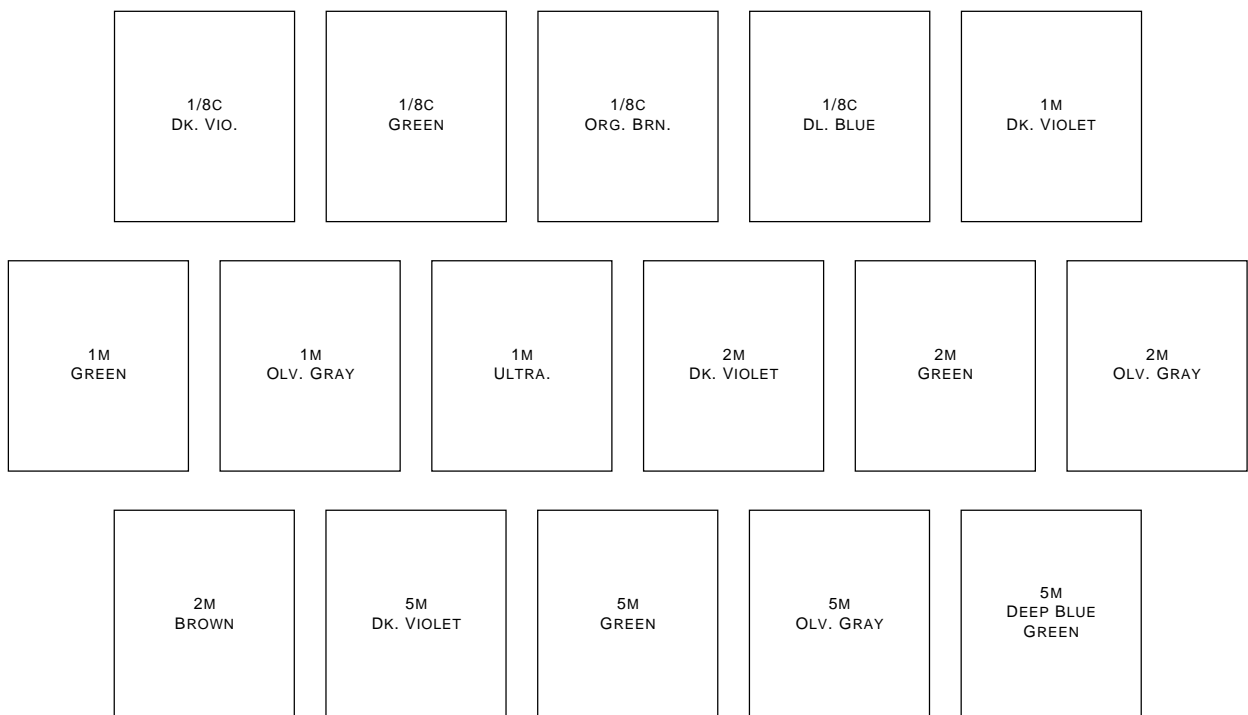 1/8C
DK. VIO.
1/8C
GREEN
1/8C
ORG. BRN.
1/8C
DL. BLUE
1M
DK. VIOLET
1M
GREEN
1M
OLV. GRAY
1M
ULTRA.
2M
DK. VIOLET
2M
GREEN
2M
OLV. GRAY
2M
BROWN
5M
DK. VIOLET
5M
GREEN
5M
OLV. GRAY
5M
DEEP BLUE
GREEN